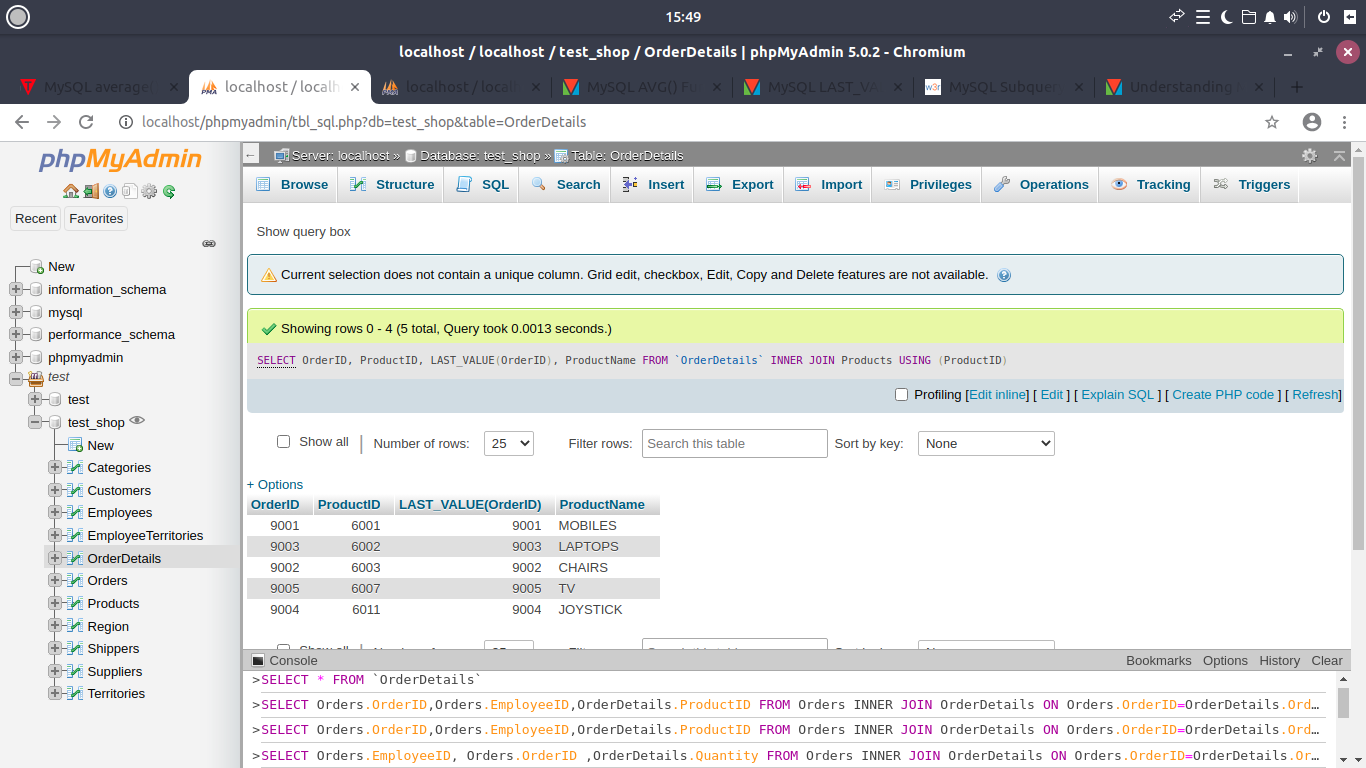 15:49
localhost / localhost / test_shop / OrderDetails | phpMyAdmin 5.0.2 - Chromium
MySQL average
localhost / localh
localhost / local
MySQL AVG() Fu
MySQL LAST_VA
MySQL Subquer
Understanding
localhost/phpmyadmin/tbl_sql.php?db=test_shop&table=OrderDetails
phpMyAdmin
Recent Favorites
New
information_schema
mysql
performance_schema
phpmyadmin
test
test
test_shop
New
Categories
Customers
Employees
EmployeeTerritories
OrderDetails
Orders
Products
Region
Shippers
Suppliers
Territories
Server: localhost » Database: test_shop » Table: OrderDetails
Browse Structure SQL Search Insert Export Import Privileges Operations Tracking Triggers
Show query box
Current selection does not contain a unique column. Grid edit, checkbox, Edit, Copy and Delete features are not available.
Showing rows 0 - 4 (5 total, Query took 0.0013 seconds.)
SELECT OrderID, ProductID, LAST_VALUE(OrderID), ProductName FROM `OrderDetails` INNER JOIN Products USING (ProductID)
Profiling [Edit inline] [ Edit ] [ Explain SQL ] [ Create PHP code ] [ Refresh]
Show all | Number of rows: 25 Filter rows: Search this table Sort by key: None
+ Options
OrderID ProductID LAST_VALUE(OrderID) ProductName
9001 6001 9001 MOBILES
9003 6002 9003 LAPTOPS
9002 6003 9002 CHAIRS
9005 6007 9005 TV
9004 6011 9004 JOYSTICK
Console Bookmarks Options History Clear
>SELECT * FROM `OrderDetails`
>SELECT Orders.OrderID,Orders.EmployeeID,OrderDetails.ProductID FROM Orders INNER JOIN OrderDetails ON Orders.OrderID=OrderDetails.Ord…
>SELECT Orders.OrderID,Orders.EmployeeID,OrderDetails.ProductID FROM Orders INNER JOIN OrderDetails ON Orders.OrderID=OrderDetails.Ord…
>SELECT Orders.EmployeeID, Orders.OrderID ,OrderDetails.Quantity FROM Orders INNER JOIN OrderDetails ON Orders.OrderID=OrderDetails.Or…